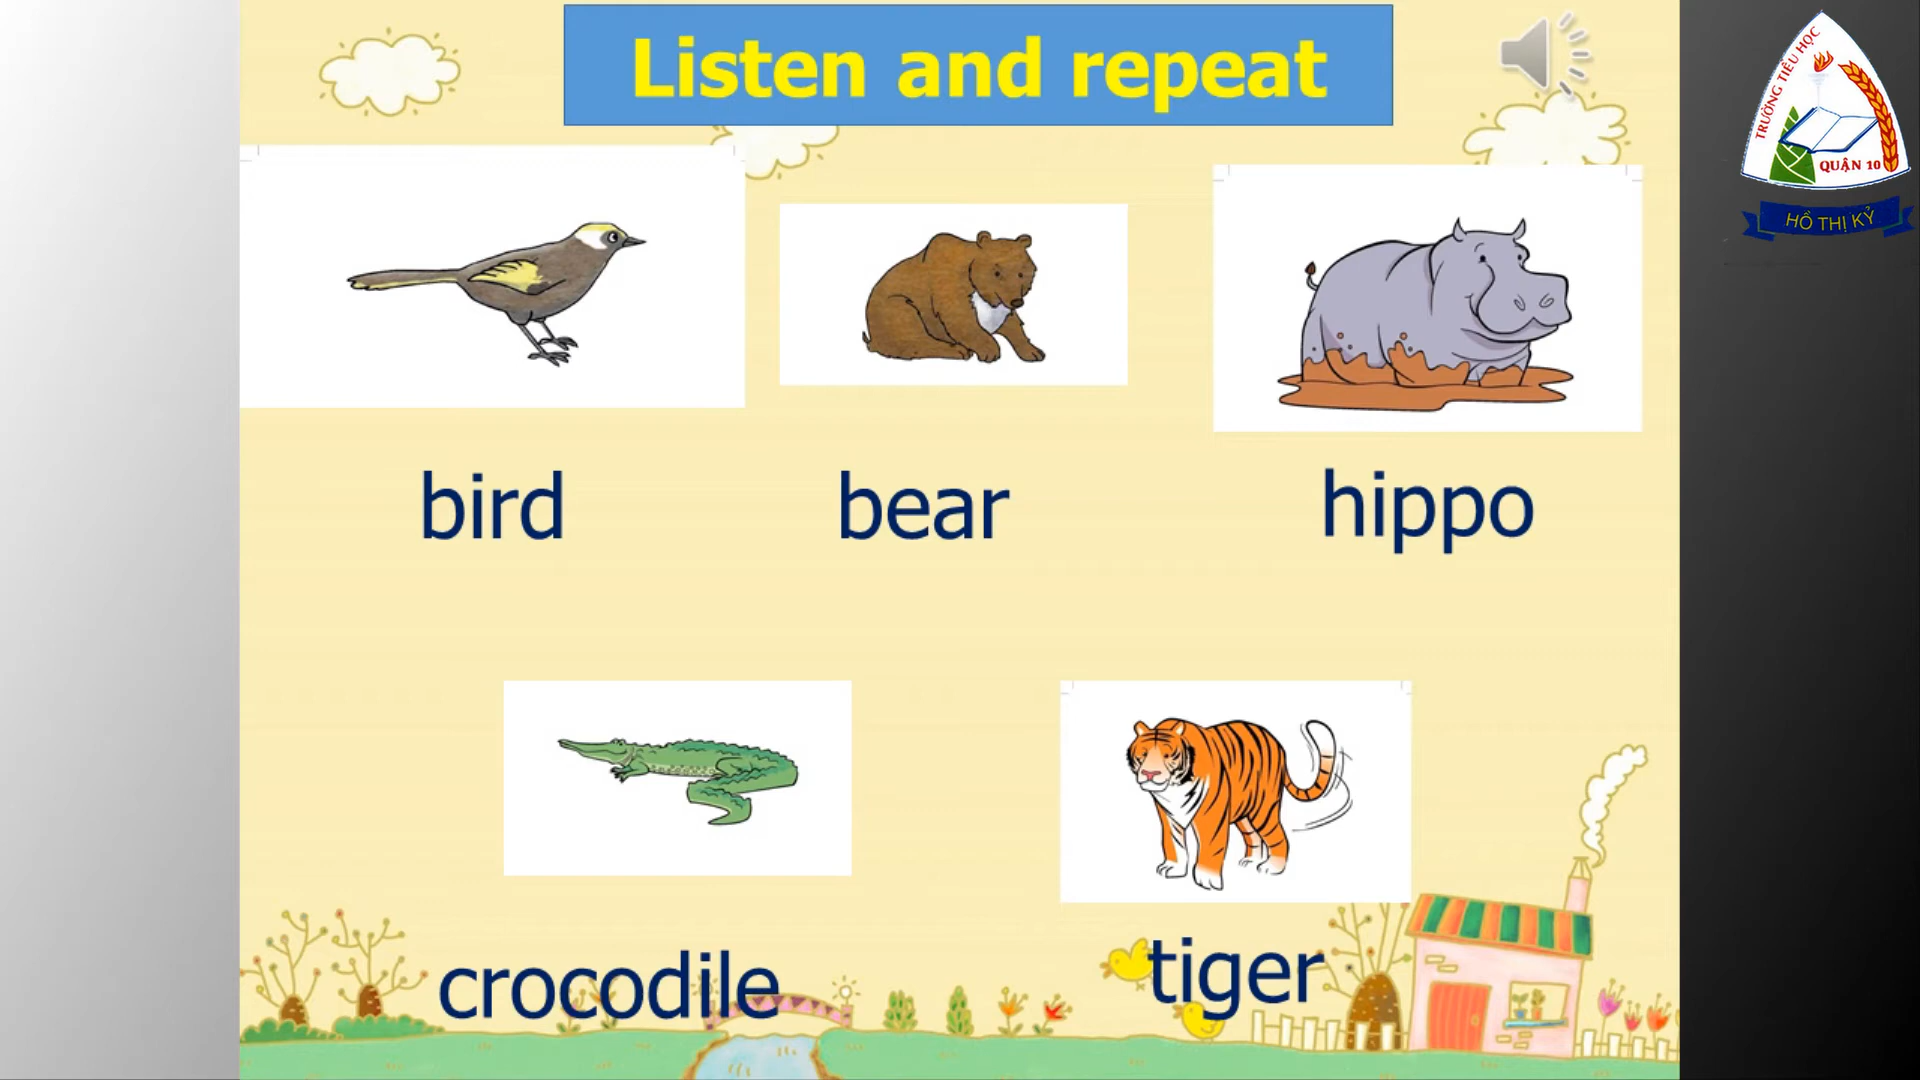 Listen and repeat
TRƯỜNG TIỂU HỌC
QUẬN 10
HỒ THỊ KỶ
bird
bear
hippo
crocodile
tiger